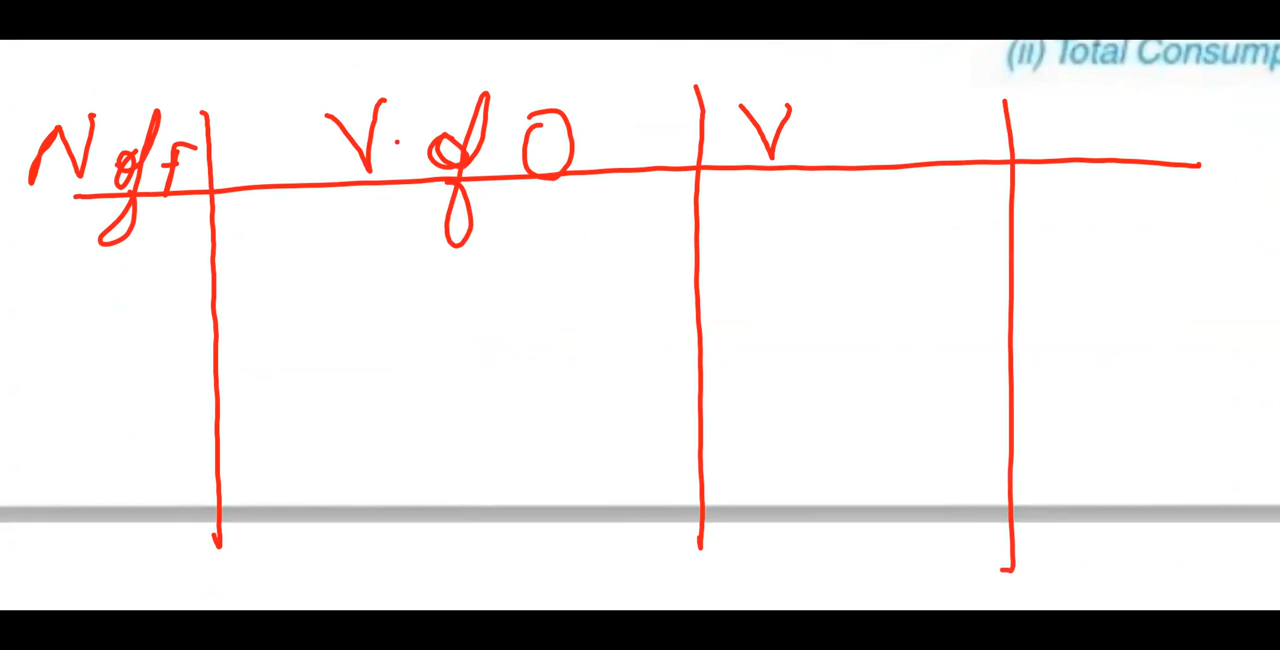 (ii) Total Consump
N of F V. of O V